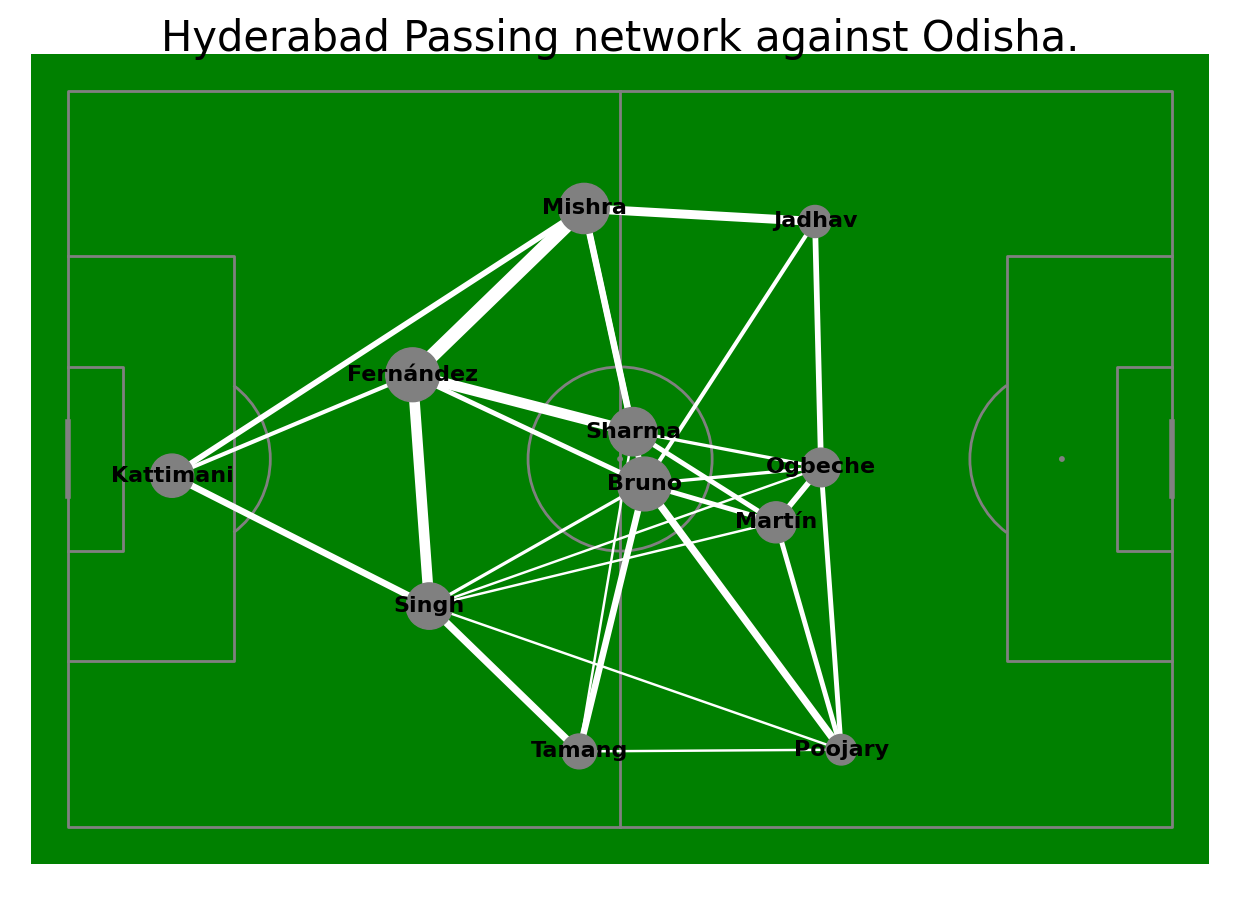 Hyderabad Passing network against Odisha.
Mishra
Jadhav
Fernández
Sharma
Ogbeche
Kattimani
Bruno
Martín
Singh
Tamang
Poojary